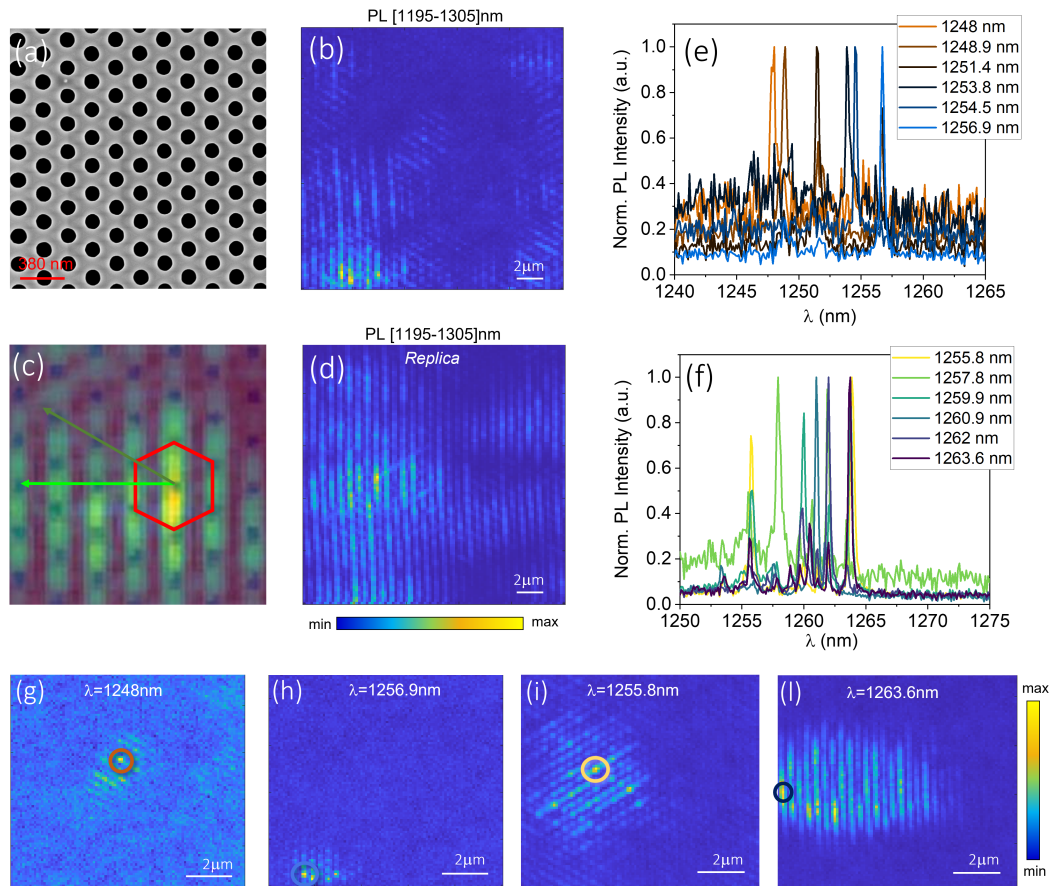 (a)
380 nm
PL [1195-1305]nm
(b)
2μm
(e)
Norm. PL Intensity (a.u.)
1.0
0.8
0.6
0.4
0.2
0.0
1240 1245 1250 1255 1260 1265
λ (nm)
1248 nm
1248.9 nm
1251.4 nm
1253.8 nm
1254.5 nm
1256.9 nm
(c)
PL [1195-1305]nm
Replica
(d)
2μm
min max
(f)
Norm. PL Intensity (a.u.)
1.0
0.8
0.6
0.4
0.2
0.0
1250 1255 1260 1265 1270 1275
λ (nm)
1255.8 nm
1257.8 nm
1259.9 nm
1260.9 nm
1262 nm
1263.6 nm
(g)
λ=1248nm
2μm
(h)
λ=1256.9nm
2μm
(i)
λ=1255.8nm
2μm
(l)
λ=1263.6nm
2μm
max
min